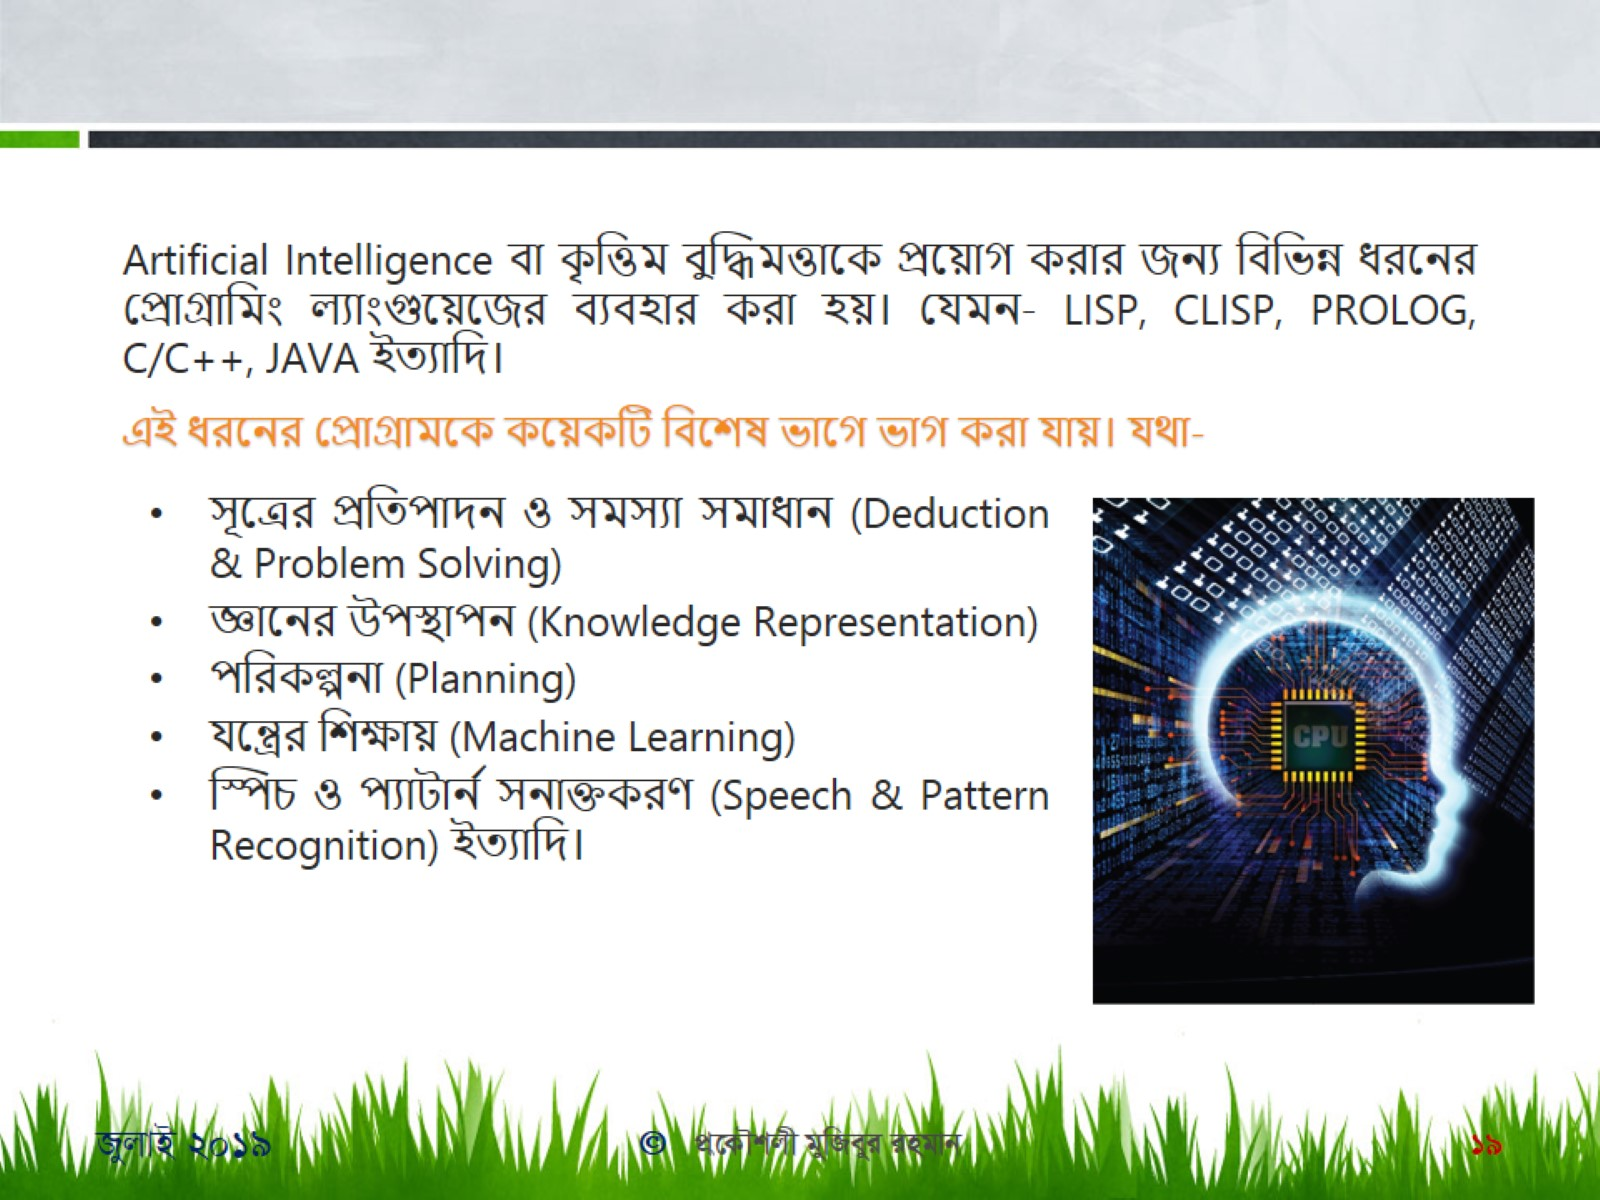 Artificial Intelligence বা কৃত্তিম বুদ্ধিমত্তাকে প্রয়োগ করার জন্য বিভিন্ন ধরনের
প্রোগ্রামিং ল্যাংগুয়েজের ব্যবহার করা হয়। যেমন- LISP, CLISP, PROLOG,
C/C++, JAVA ইত্যাদি।
এই ধরনের প্রোগ্রামকে কয়েকটি বিশেষ ভাগে ভাগ করা যায়। যথা-
• সূত্রের প্রতিপাদন ও সমস্যা সমাধান (Deduction
& Problem Solving)
• জ্ঞানের উপস্থাপন (Knowledge Representation)
• পরিকল্পনা (Planning)
• যন্ত্রের শিক্ষায় (Machine Learning)
• স্পিচ ও প্যাটার্ন সনাক্তকরণ (Speech & Pattern
Recognition) ইত্যাদি।
CPU
জুলাই ২০১৯ © প্রকৌশলী মুজিবুর রহমান ১৯